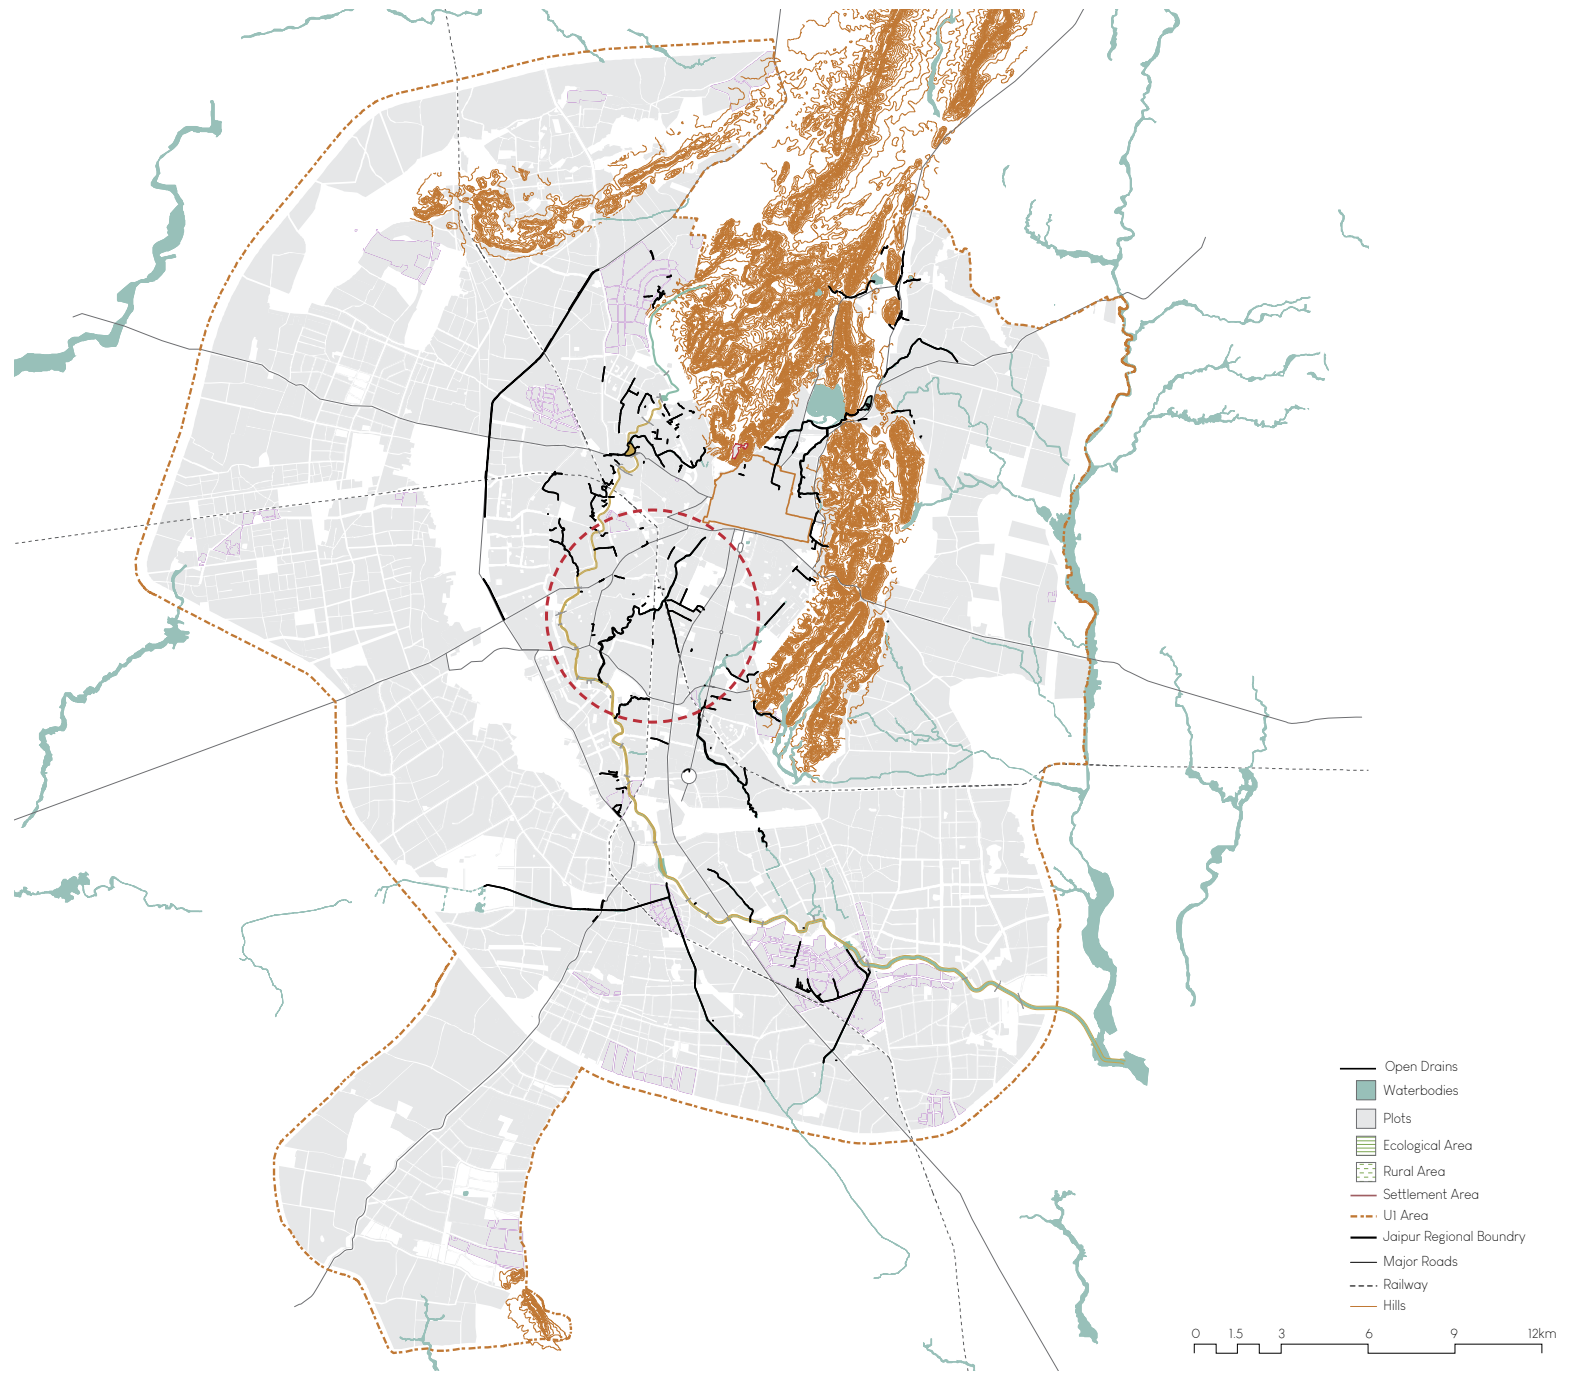 Open Drains
Waterbodies
Plots
Ecological Area
Rural Area
Settlement Area
U1 Area
Jaipur Regional Boundry
Major Roads
Railway
Hills
0 1.5 3 6 9 12km